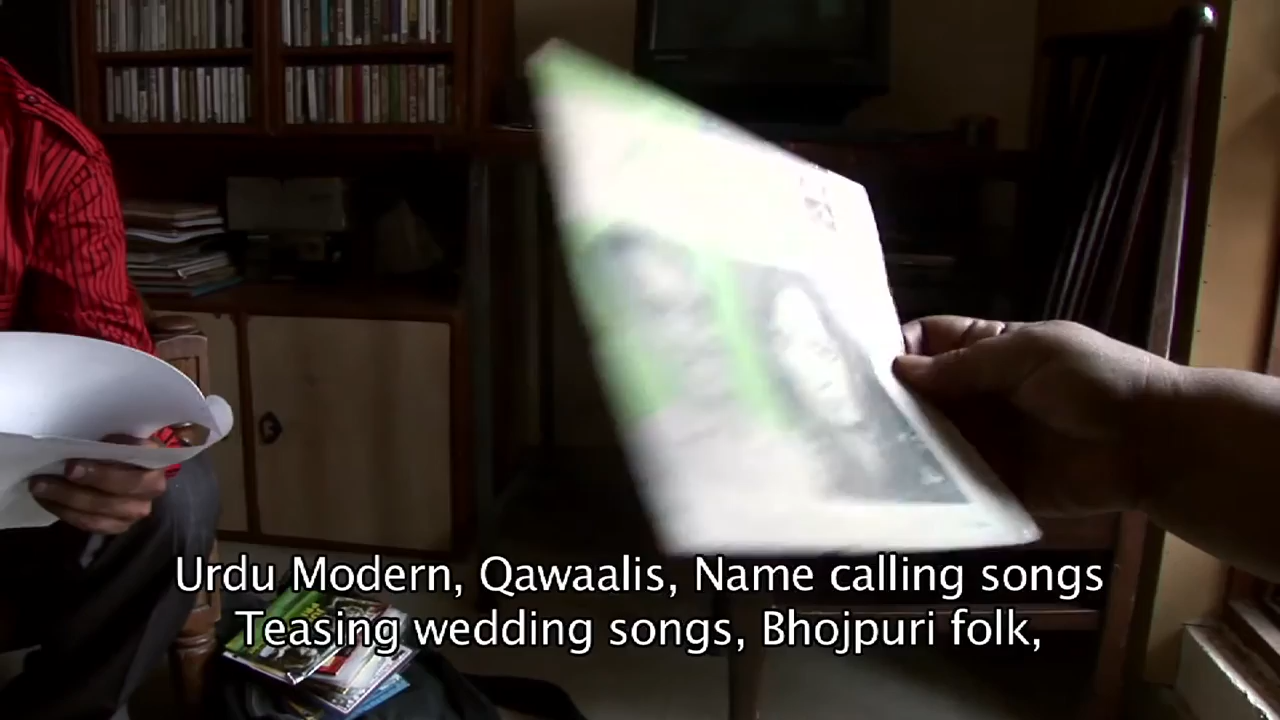 Urdu Modern, Qawaalis, Name calling songs
Teasing wedding songs, Bhojpuri folk,